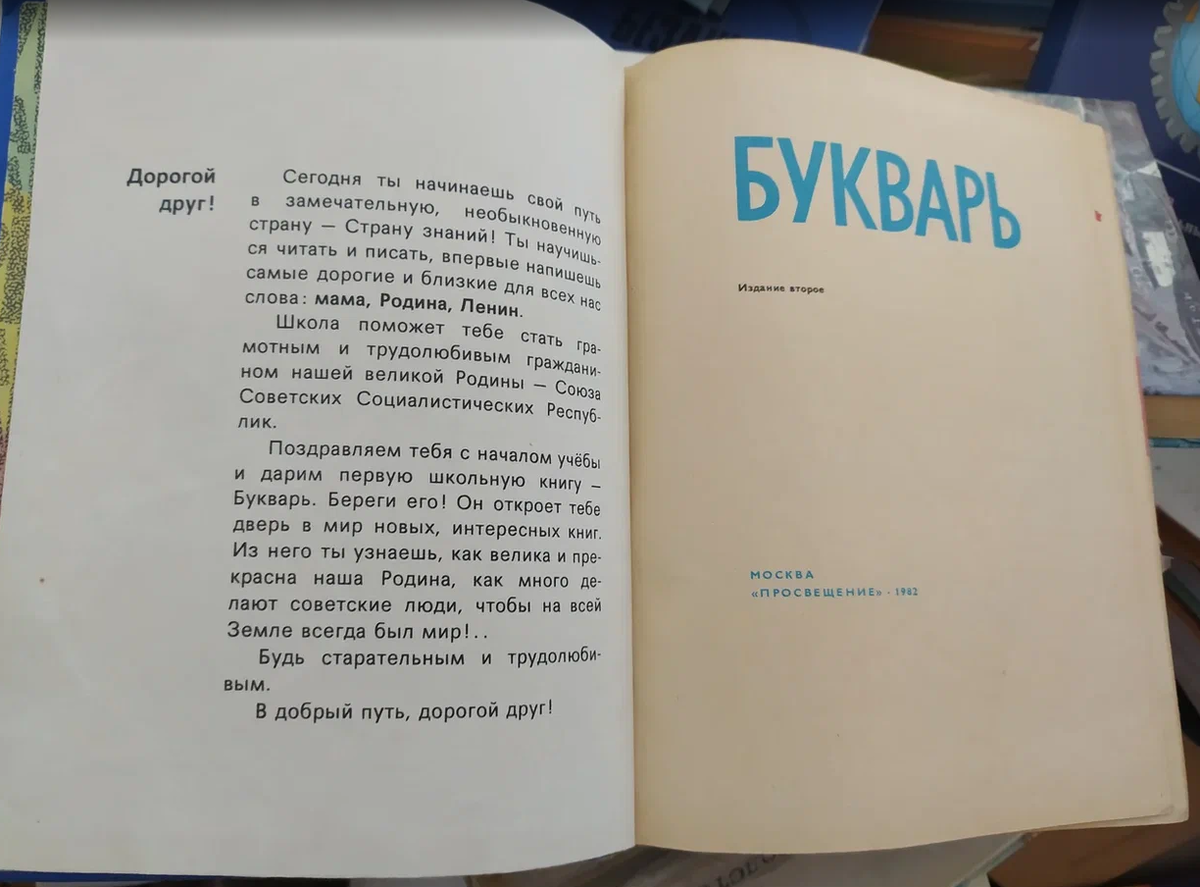 Дорогой
друг!
Сегодня ты начинаешь свой путь
в замечательную, необыкновенную
страну — Страну знаний! Ты научишь-
ся читать и писать, впервые напишешь
самые дорогие и близкие для всех нас
слова: мама, Родина, Ленин.
Школа поможет тебе стать гра-
мотным и трудолюбивым граждани-
ном нашей великой Родины — Союза
Советских Социалистических Респуб-
лик.
Поздравляем тебя с началом учёбы
и дарим первую школьную книгу —
Букварь. Береги его! Он откроет тебе
дверь в мир новых, интересных книг.
Из него ты узнаешь, как велика и пре-
красна наша Родина, как много де-
лают советские люди, чтобы на всей
Земле всегда был мир!..
Будь старательным и трудолюби-
вым.
В добрый путь, дорогой друг!
БУКВАРЬ
Издание второе
МОСКВА
«ПРОСВЕЩЕНИЕ» · 1982